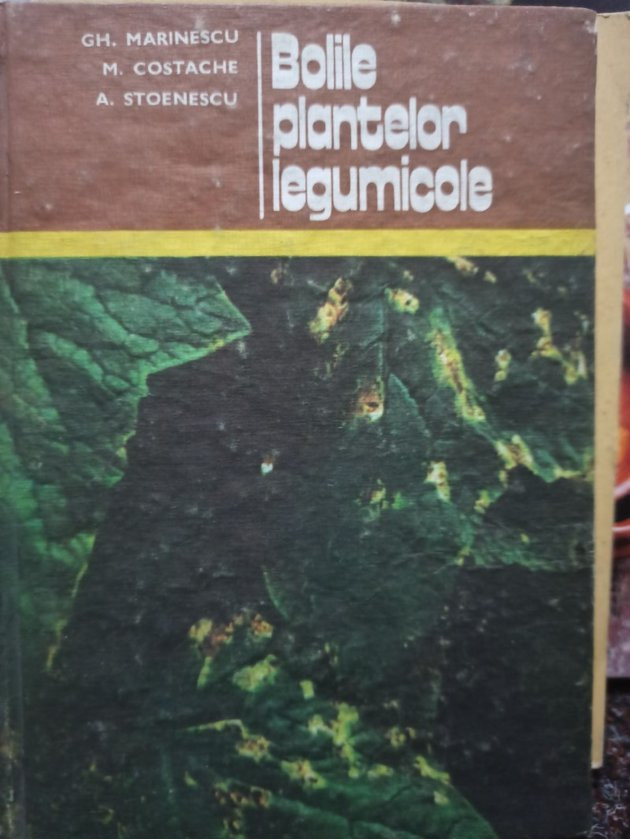 GH. MARINESCU
M. COSTACHE
A. STOENESCU
Bolile
plantelor
legumicole